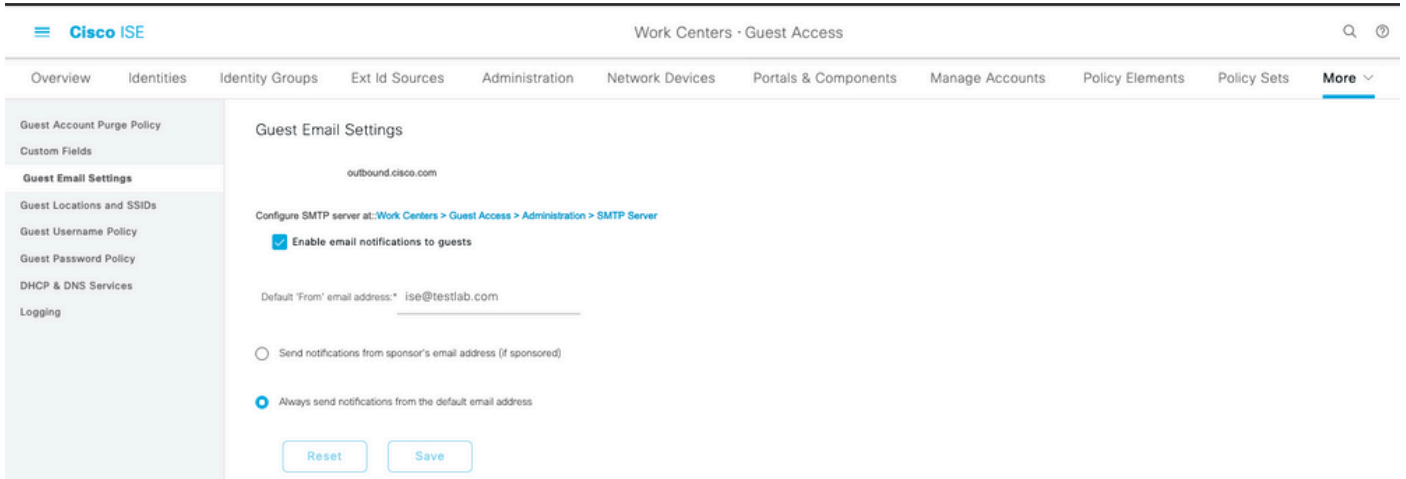 Cisco ISE
Work Centers · Guest Access
Overview Identities Identity Groups Ext Id Sources Administration Network Devices Portals & Components Manage Accounts Policy Elements Policy Sets More
Guest Account Purge Policy
Custom Fields
Guest Email Settings
Guest Locations and SSIDs
Guest Username Policy
Guest Password Policy
DHCP & DNS Services
Logging
Guest Email Settings
outbound.cisco.com
Configure SMTP server at::Work Centers > Guest Access > Administration > SMTP Server
Enable email notifications to guests
Default 'From' email address:* ise@testlab.com
Send notifications from sponsor's email address (if sponsored)
Always send notifications from the default email address
Reset Save